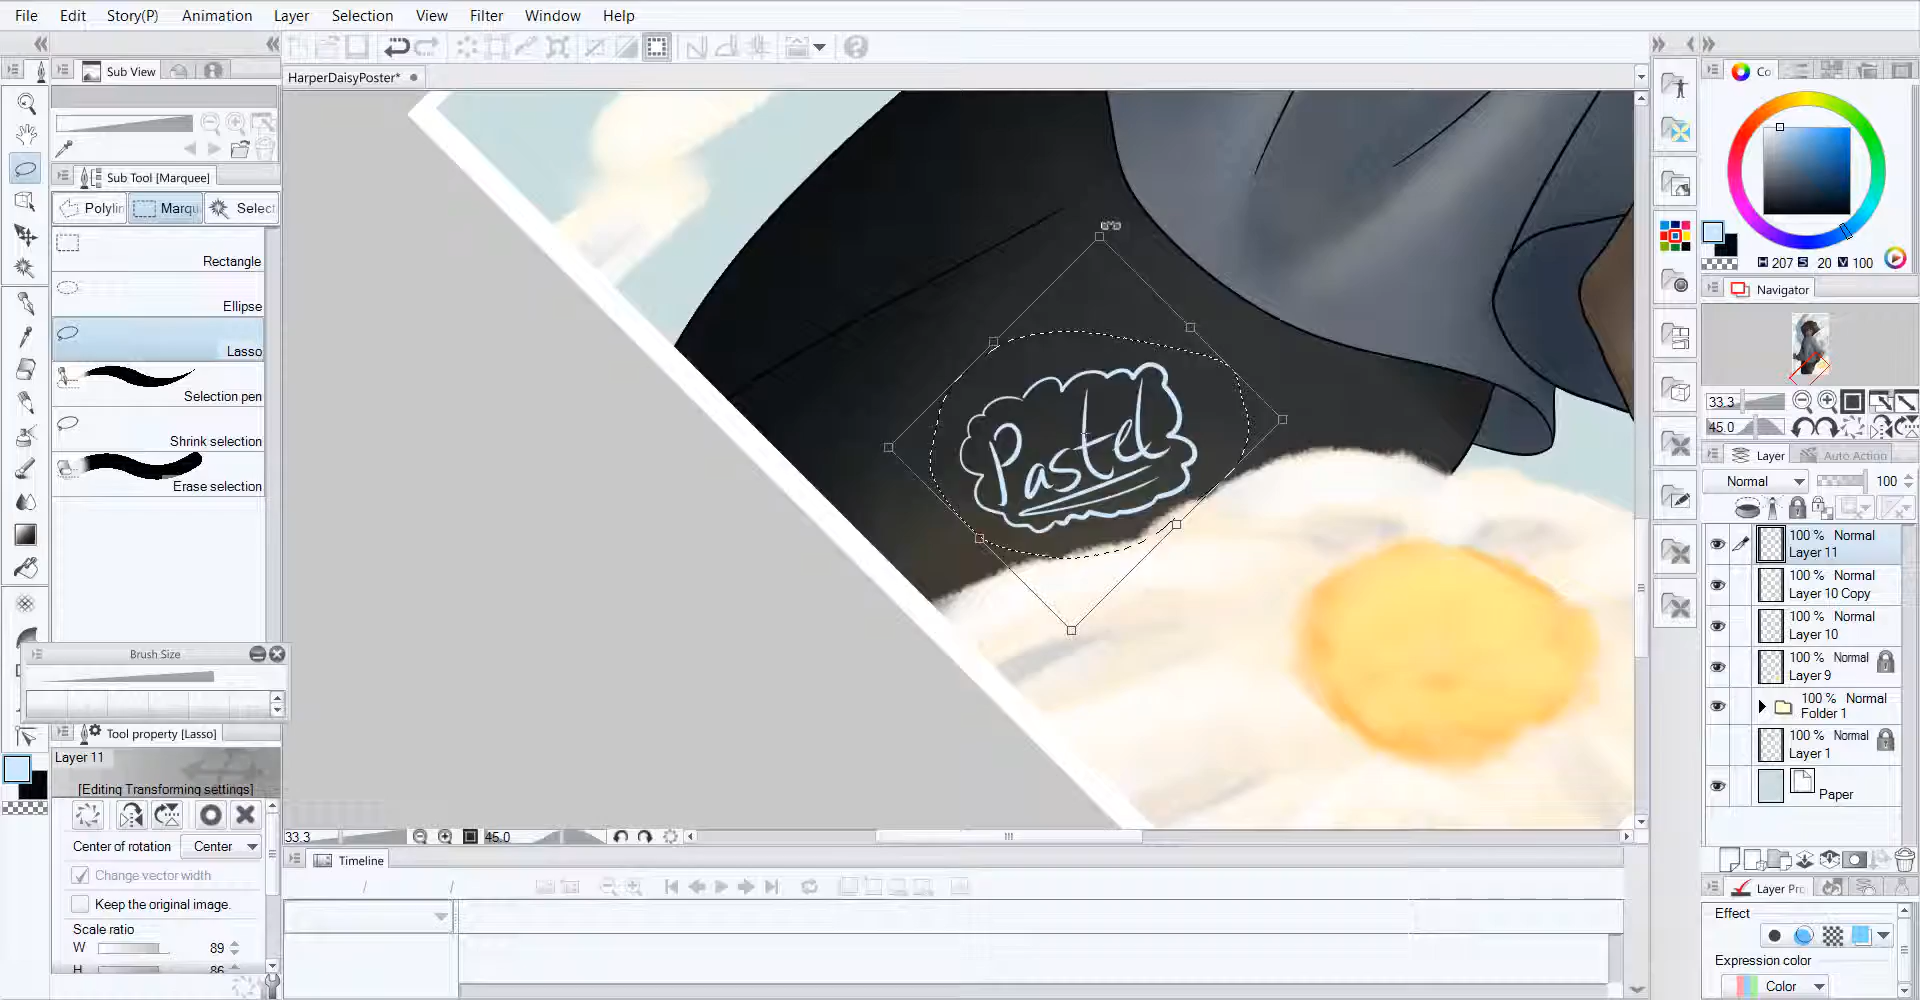 File Edit Story(P) Animation Layer Selection View Filter Window Help
Sub View
HarperDaisyPoster*
Co
Sub Tool [Marquee]
Polylin Marqu Select
Rectangle
Ellipse
Lasso
Selection pen
Shrink selection
Erase selection
Brush Size
Tool property [Lasso]
Layer 11
[Editing Transforming settings]
Center of rotation Center
Change vector width
Keep the original image.
Scale ratio
W 89
H 86
Pastel
33.3 45.0
Timeline
/ /
H 207 S 20 V 100
Navigator
33.3
45.0
Layer Auto Action
Normal 100
100 % Normal
Layer 11
100 % Normal
Layer 10 Copy
100 % Normal
Layer 10
100 % Normal
Layer 9
100 % Normal
Folder 1
100 % Normal
Layer 1
Paper
Layer Pro
Effect
Expression color
Color